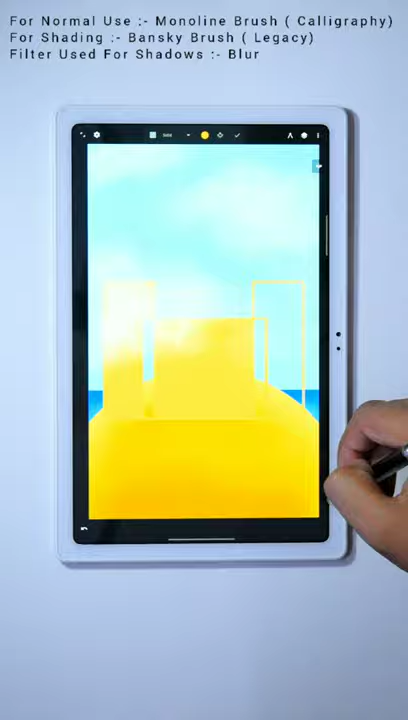 For Normal Use :- Monoline Brush ( Calligraphy)
For Shading :- Bansky Brush ( Legacy)
Filter Used For Shadows :- Blur